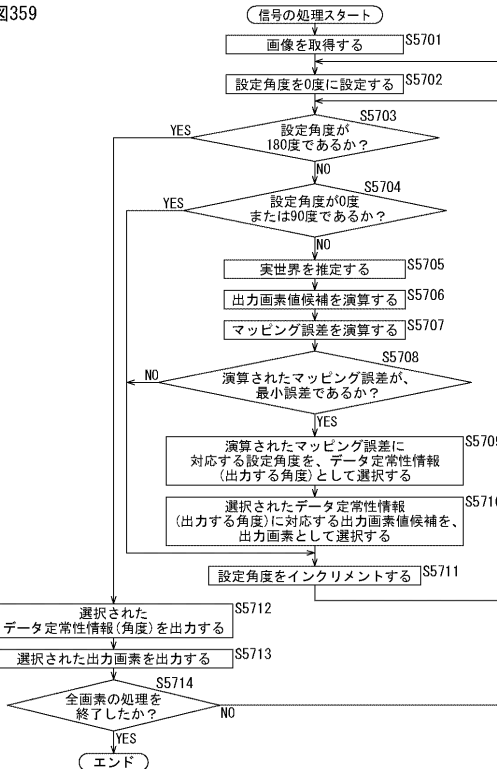 図359
信号の処理スタート
画像を取得する
S5701
設定角度を0度に設定する
S5702
S5703
設定角度が
180度であるか？
YES
NO
S5704
設定角度が0度
または90度であるか？
YES
NO
実世界を推定する
S5705
出力画素値候補を演算する
S5706
マッピング誤差を演算する
S5707
S5708
演算されたマッピング誤差が、
最小誤差であるか？
NO
YES
演算されたマッピング誤差に
対応する設定角度を、データ定常性情報
(出力する角度)として選択する
S5709
選択されたデータ定常性情報
(出力する角度)に対応する出力画素値候補を、
出力画素として選択する
S5710
設定角度をインクリメントする
S5711
選択された
データ定常性情報(角度)を出力する
S5712
選択された出力画素を出力する
S5713
S5714
全画素の処理を
終了したか？
NO
YES
エンド